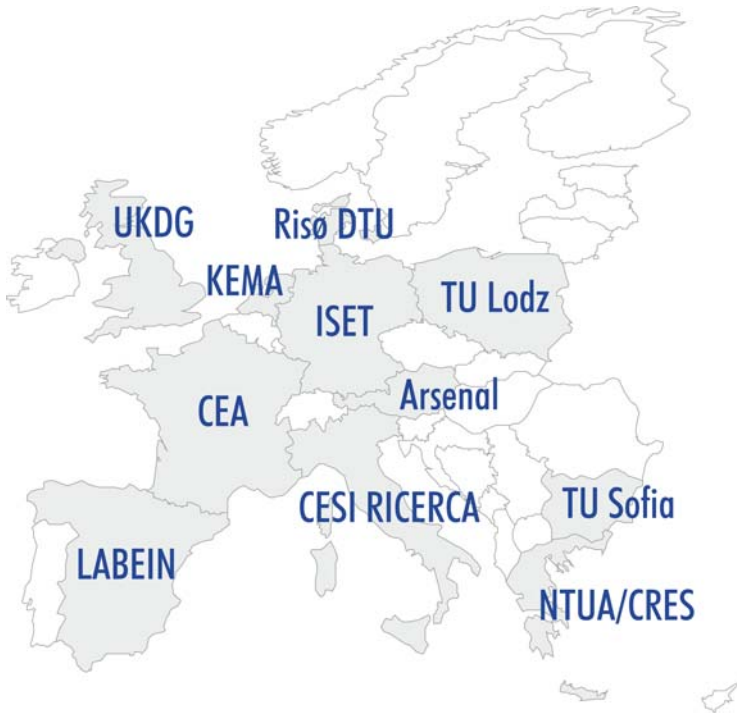 UKDG
Risø DTU
KEMA
TU Lodz
ISET
Arsenal
CEA
CESI RICERCA
TU Sofia
LABEIN
NTUA/CRES